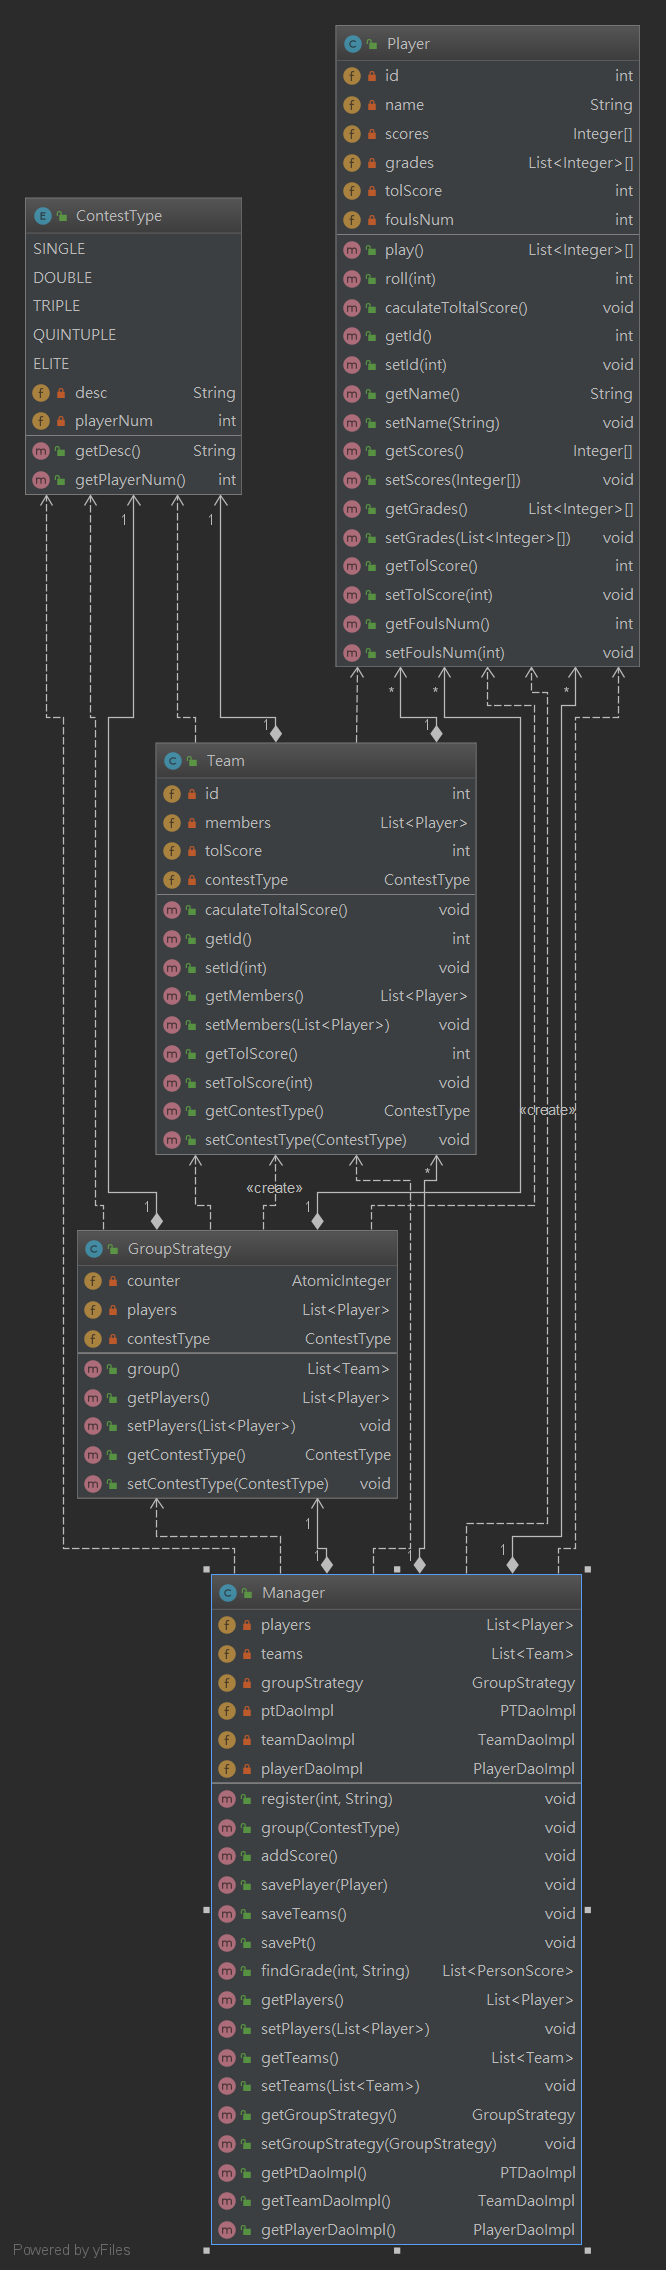 Player
id int
name String
scores Integer[]
grades List<Integer>[]
tolScore int
foulsNum int
play() List<Integer>[]
roll(int) int
caculateToltalScore() void
getId() int
setId(int) void
getName() String
setName(String) void
getScores() Integer[]
setScores(Integer[]) void
getGrades() List<Integer>[]
setGrades(List<Integer>[]) void
getTolScore() int
setTolScore(int) void
getFoulsNum() int
setFoulsNum(int) void
ContestType
SINGLE
DOUBLE
TRIPLE
QUINTUPLE
ELITE
desc String
playerNum int
getDesc() String
getPlayerNum() int
1
1
*
*
*
1
1
Team
id int
members List<Player>
tolScore int
contestType ContestType
caculateToltalScore() void
getId() int
setId(int) void
getMembers() List<Player>
setMembers(List<Player>) void
getTolScore() int
setTolScore(int) void
getContestType() ContestType
setContestType(ContestType) void
«create»
*
«create»
1
1
GroupStrategy
counter AtomicInteger
players List<Player>
contestType ContestType
group() List<Team>
getPlayers() List<Player>
setPlayers(List<Player>) void
getContestType() ContestType
setContestType(ContestType) void
1
1
1
1
Manager
players List<Player>
teams List<Team>
groupStrategy GroupStrategy
ptDaoImpl PTDaoImpl
teamDaoImpl TeamDaoImpl
playerDaoImpl PlayerDaoImpl
register(int, String) void
group(ContestType) void
addScore() void
savePlayer(Player) void
saveTeams() void
savePt() void
findGrade(int, String) List<PersonScore>
getPlayers() List<Player>
setPlayers(List<Player>) void
getTeams() List<Team>
setTeams(List<Team>) void
getGroupStrategy() GroupStrategy
setGroupStrategy(GroupStrategy) void
getPtDaoImpl() PTDaoImpl
getTeamDaoImpl() TeamDaoImpl
getPlayerDaoImpl() PlayerDaoImpl
Powered by yFiles